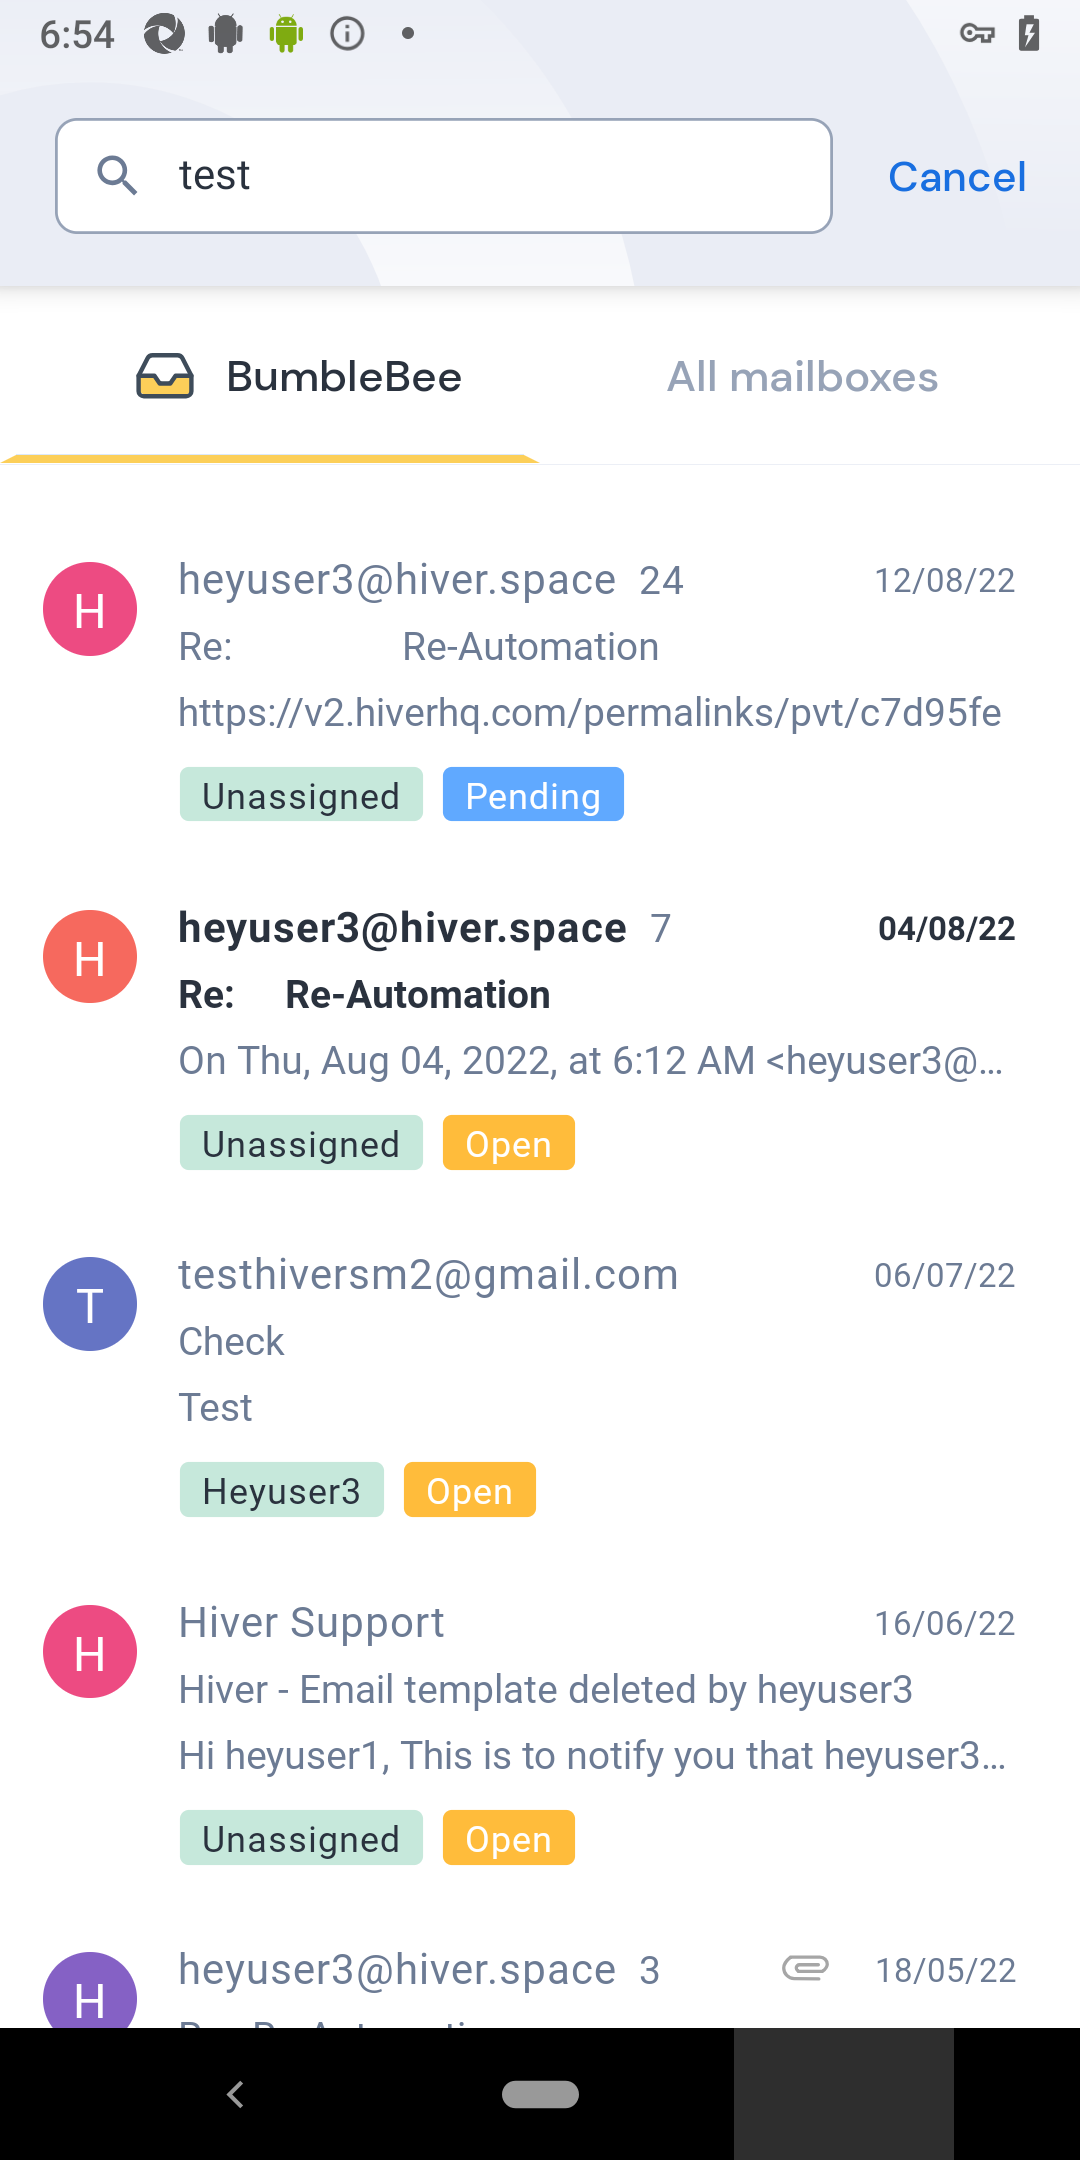 6:54
test
Cancel
BumbleBee
All mailboxes
H
heyuser3@hiver.space 24
12/08/22
Re: Re-Automation
https://v2.hiverhq.com/permalinks/pvt/c7d95fe
Unassigned Pending
H
heyuser3@hiver.space 7
04/08/22
Re: Re-Automation
On Thu, Aug 04, 2022, at 6:12 AM <heyuser3@...
Unassigned Open
T
testhiversm2@gmail.com
06/07/22
Check
Test
Heyuser3 Open
H
Hiver Support
16/06/22
Hiver - Email template deleted by heyuser3
Hi heyuser1, This is to notify you that heyuser3...
Unassigned Open
H
heyuser3@hiver.space 3
18/05/22